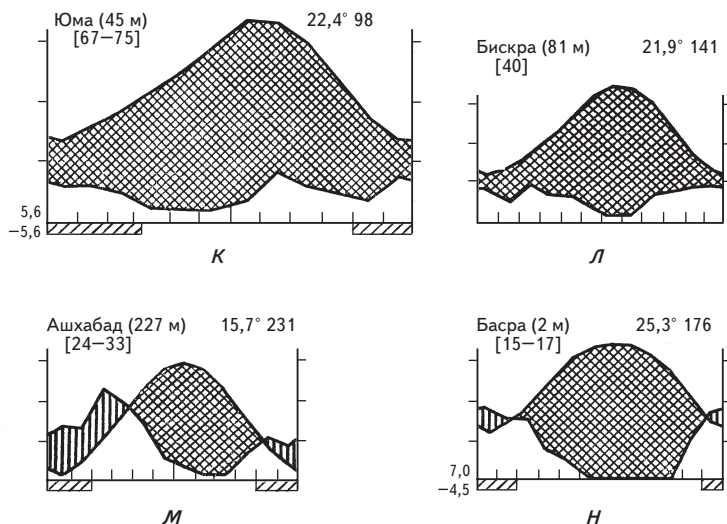 Юма (45 м) 22,4° 98
[67—75]
5,6
—5,6
К
Бискра (81 м) 21,9° 141
[40]
Л
Ашхабад (227 м) 15,7° 231
[24—33]
М
Басра (2 м) 25,3° 176
[15—17]
7,0
—4,5
Н